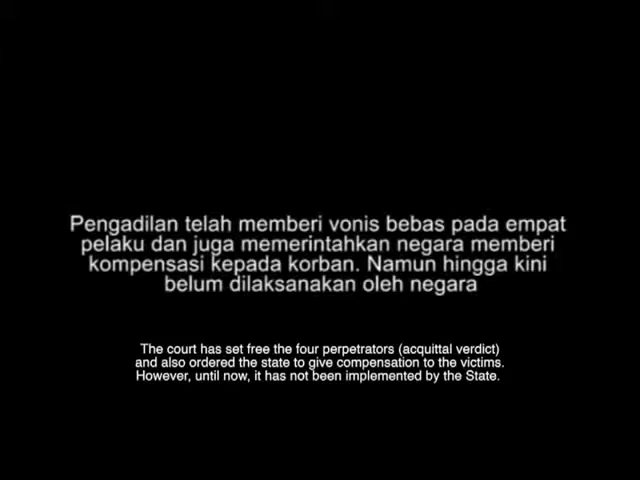 Pengadilan telah memberi vonis bebas pada empat
pelaku dan juga memerintahkan negara memberi
kompensasi kepada korban. Namun hingga kini
belum dilaksanakan oleh negara
The court has set free the four perpetrators (acquittal verdict)
and also ordered the state to give compensation to the victims.
However, until now, it has not been implemented by the State.